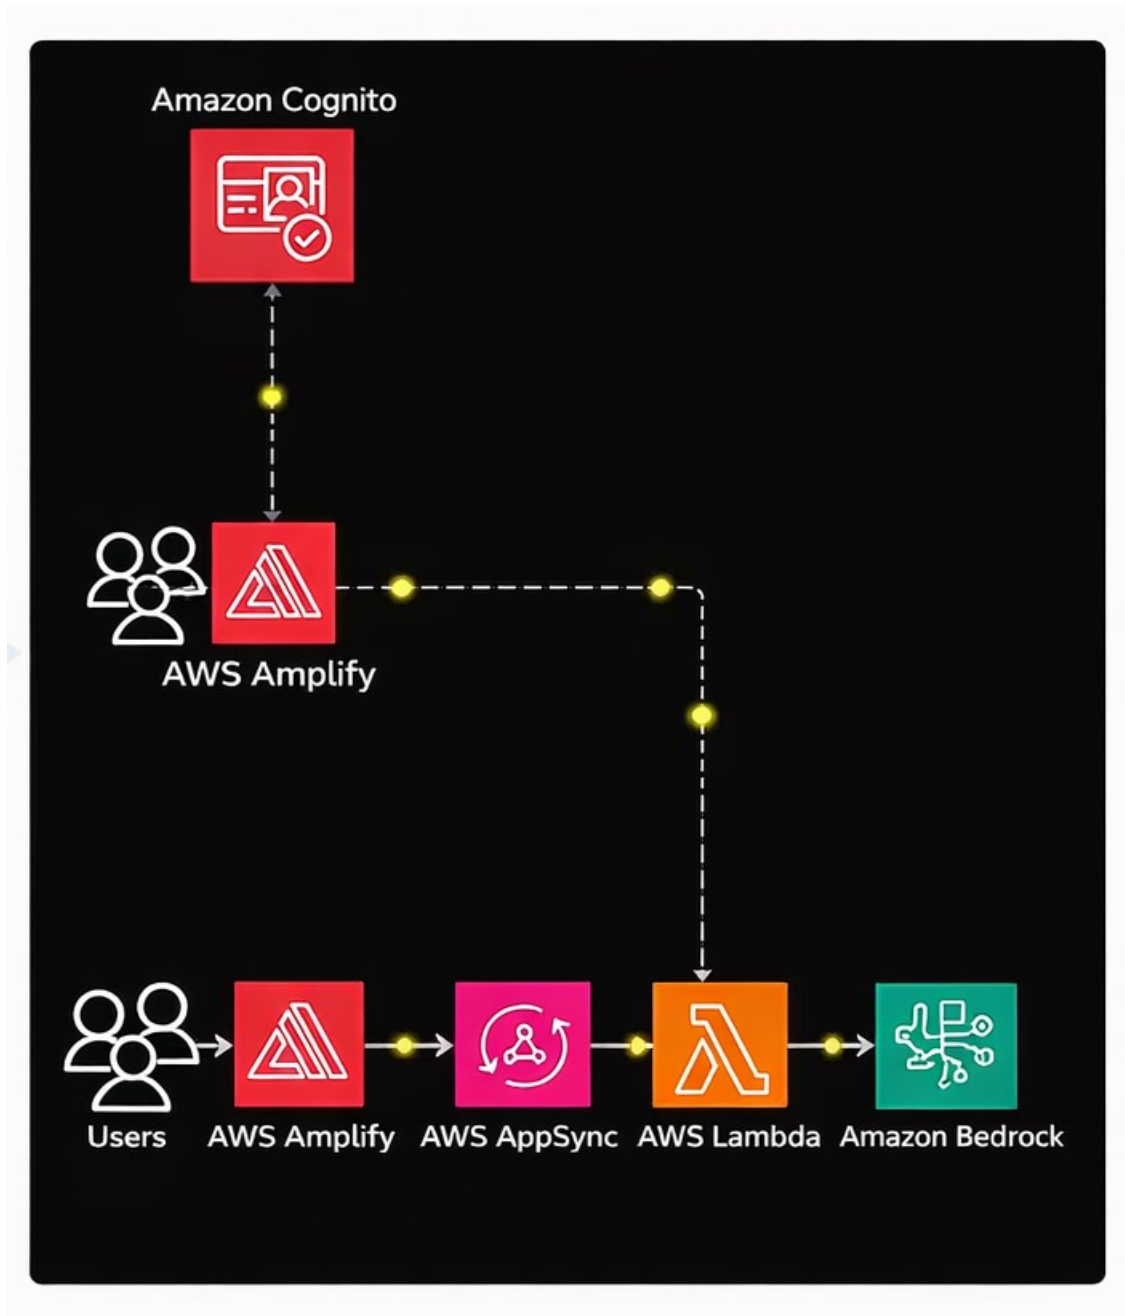 Amazon Cognito
AWS Amplify
Users
AWS Amplify
AWS AppSync
AWS Lambda
Amazon Bedrock